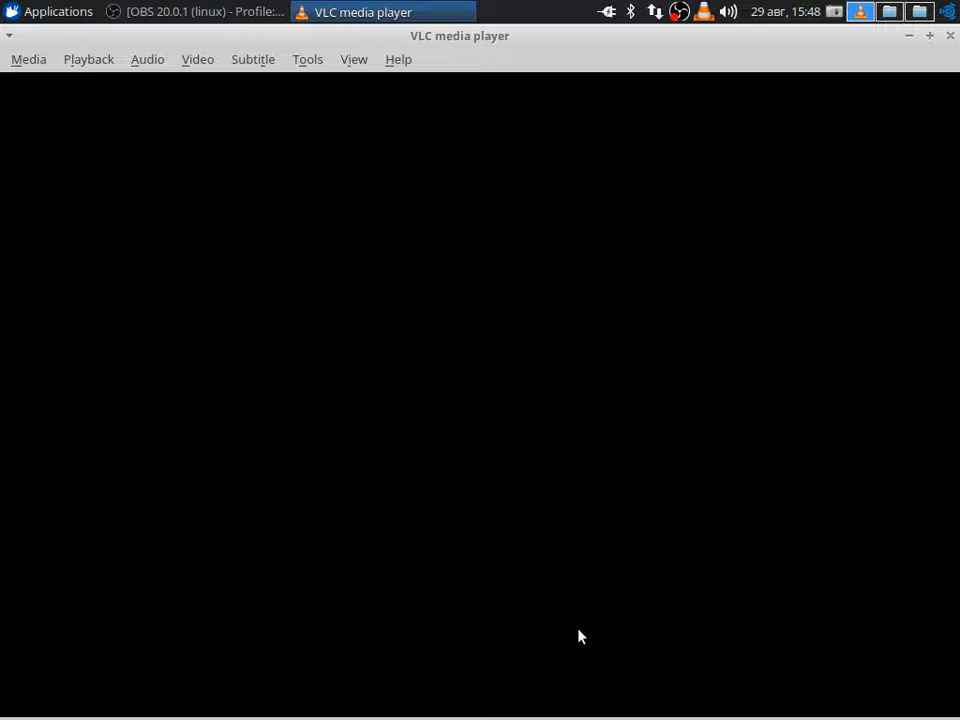 Applications [OBS 20.0.1 (linux) - Profile:... VLC media player 29 авг, 15:48
VLC media player
Media Playback Audio Video Subtitle Tools View Help